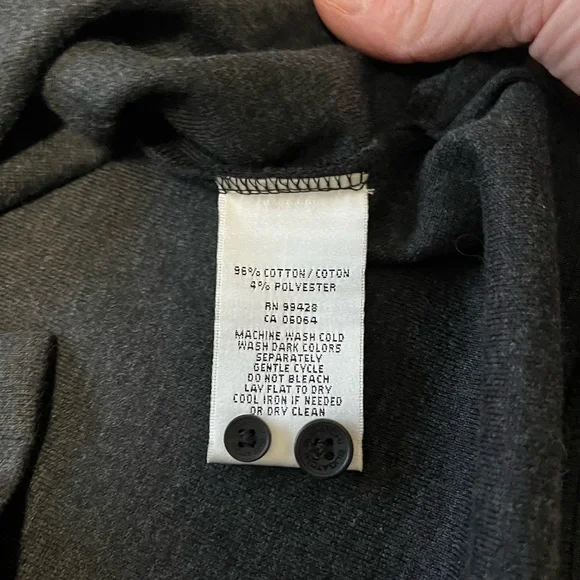 96% COTTON / COTON
4% POLYESTER
RN 99428
CA 06064
MACHINE WASH COLD
WASH DARK COLORS
SEPARATELY
GENTLE CYCLE
DO NOT BLEACH
LAY FLAT TO DRY
COOL IRON IF NEEDED
OR DRY CLEAN